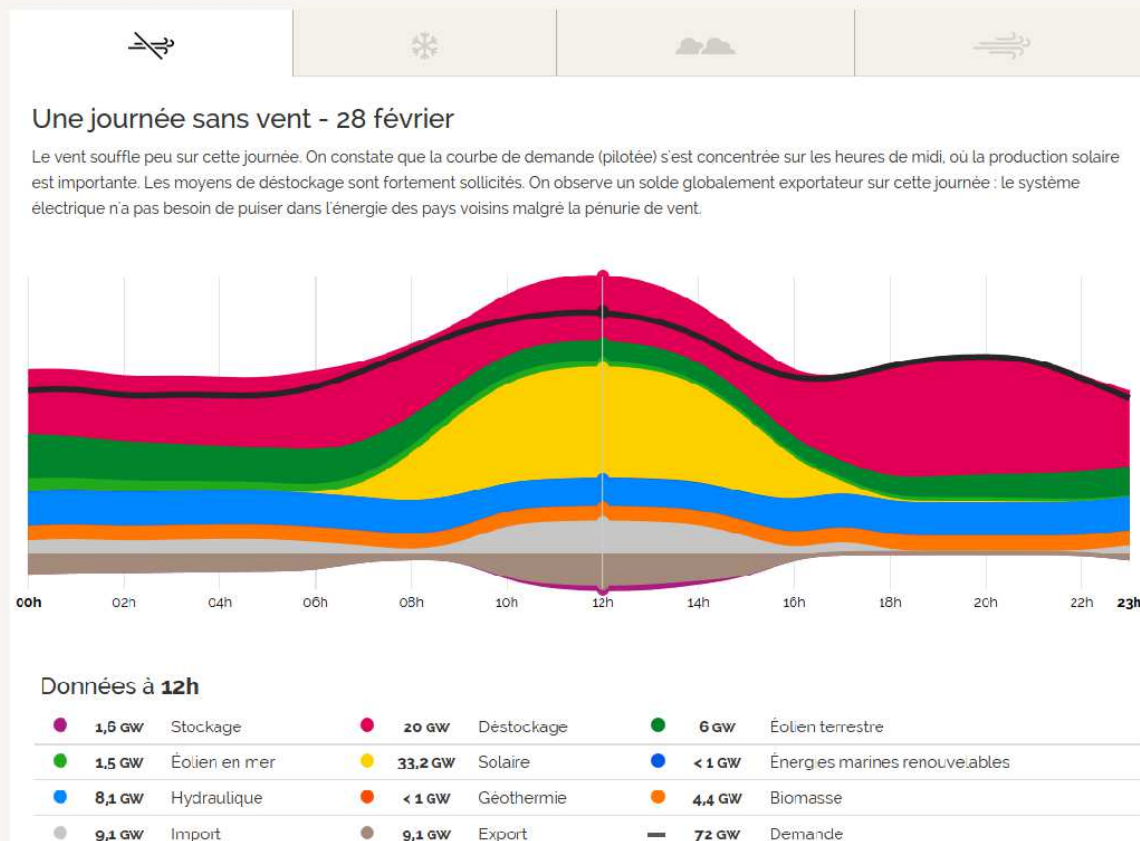 Une journée sans vent - 28 février
Le vent souffle peu sur cette journée. On constate que la courbe de demande (pilotée) s'est concentrée sur les heures de midi, où la production solaire
est importante. Les moyens de déstockage sont fortement sollicités. On observe un solde globalement exportateur sur cette journée : le système
électrique n'a pas besoin de puiser dans l'énergie des pays voisins malgré la pénurie de vent.
00h 02h 04h 06h 08h 10h 12h 14h 16h 18h 20h 22h 23h
Données à 12h
1,6 GW Stockage 20 GW Déstockage 6 GW Éolien terrestre
1,5 GW Éolien en mer 33,2 GW Solaire < 1 GW Énergies marines renouvelables
8,1 GW Hydraulique < 1 GW Géothermie 4,4 GW Biomasse
9,1 GW Import 9,1 GW Export 72 GW Demande